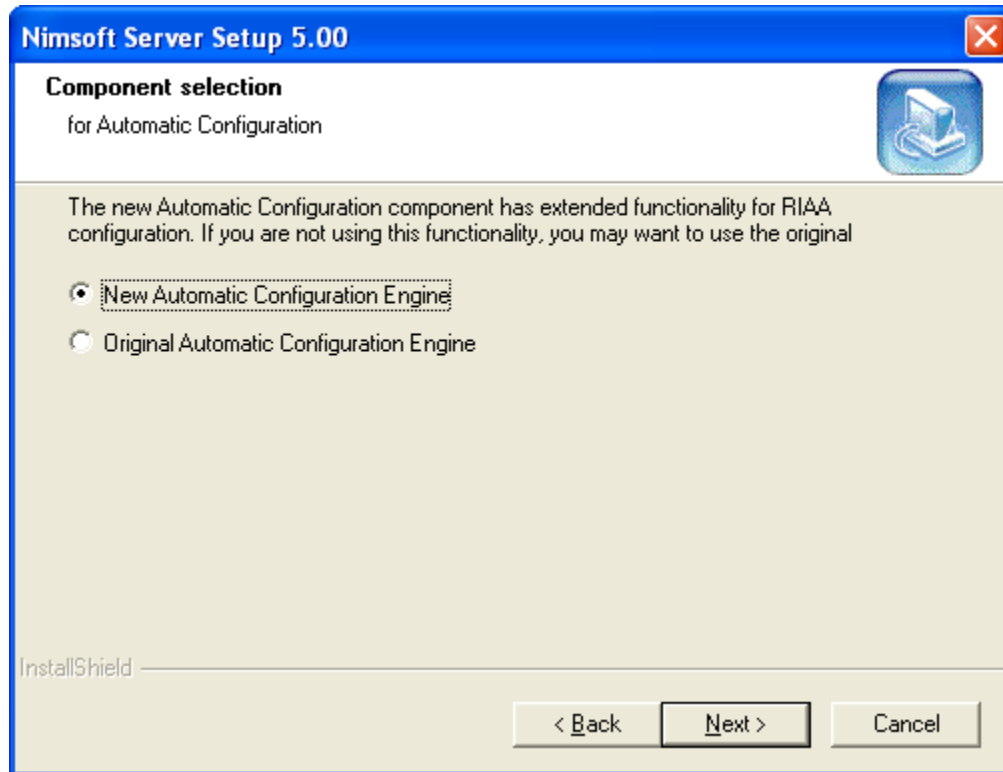 Nimsoft Server Setup 5.00
Component selection
for Automatic Configuration
The new Automatic Configuration component has extended functionality for RIAA
configuration. If you are not using this functionality, you may want to use the original
New Automatic Configuration Engine
Original Automatic Configuration Engine
InstallShield
< Back
Next >
Cancel